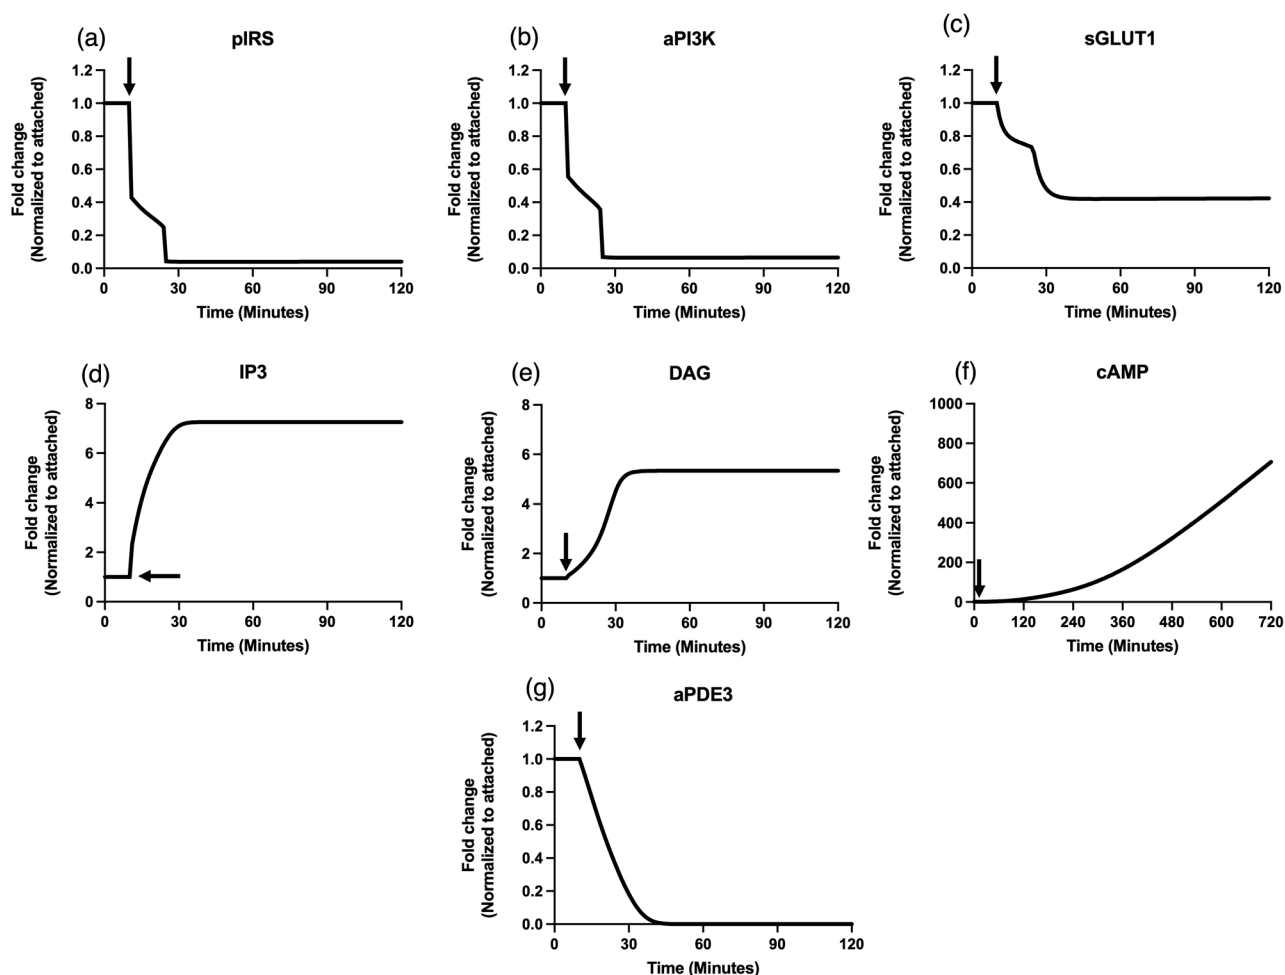 (a) pIRS
Fold change
(Normalized to attached)
1.2
1.0
0.8
0.6
0.4
0.2
0.0
0 30 60 90 120
Time (Minutes)
(b) aPI3K
Fold change
(Normalized to attached)
1.2
1.0
0.8
0.6
0.4
0.2
0.0
0 30 60 90 120
Time (Minutes)
(c) sGLUT1
Fold change
(Normalized to attached)
1.2
1.0
0.8
0.6
0.4
0.2
0.0
0 30 60 90 120
Time (Minutes)
(d) IP3
Fold change
(Normalized to attached)
8
6
4
2
0
0 30 60 90 120
Time (Minutes)
(e) DAG
Fold change
(Normalized to attached)
8
6
4
2
0
0 30 60 90 120
Time (Minutes)
(f) cAMP
Fold change
(Normalized to attached)
1000
800
600
400
200
0
0 120 240 360 480 600 720
Time (Minutes)
(g) aPDE3
Fold change
(Normalized to attached)
1.2
1.0
0.8
0.6
0.4
0.2
0.0
0 30 60 90 120
Time (Minutes)